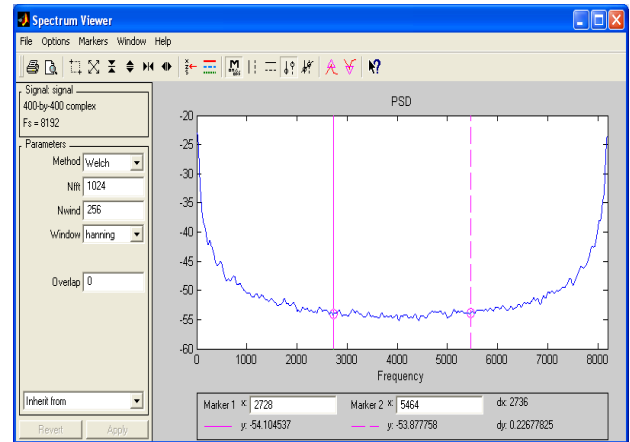 Spectrum Viewer
File Options Markers Window Help
Signal: signal
400-by-400 complex
Fs = 8192
Parameters
Method Welch
Nfft 1024
Nwind 256
Window hanning
Overlap 0
Inherit from
Revert Apply
PSD
-20
-25
-30
-35
-40
-45
-50
-55
-60
0 1000 2000 3000 4000 5000 6000 7000 8000
Frequency
Marker 1 x: 2728 Marker 2 x: 5464 dx: 2736
y: -54.104537 y: -53.877758 dy: 0.22677825